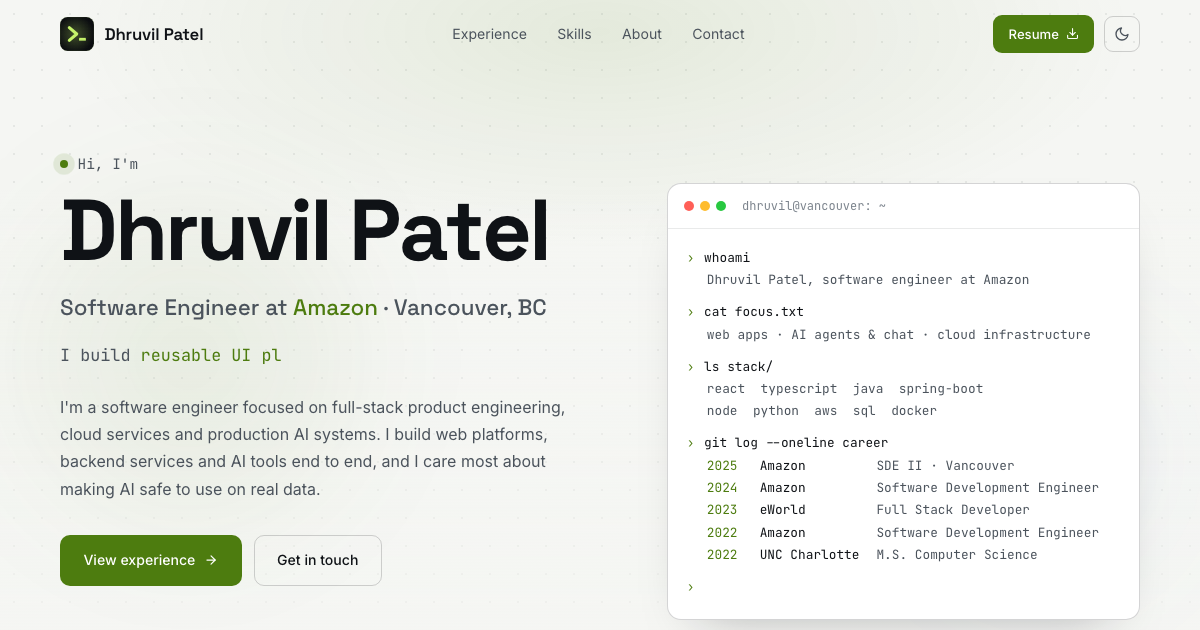 Dhruvil Patel
Experience Skills About Contact
Resume
Hi, I'm
Dhruvil Patel
Software Engineer at Amazon · Vancouver, BC
I build reusable UI pl
I'm a software engineer focused on full-stack product engineering,
cloud services and production AI systems. I build web platforms,
backend services and AI tools end to end, and I care most about
making AI safe to use on real data.
View experience →
Get in touch
dhruvil@vancouver: ~
› whoami
Dhruvil Patel, software engineer at Amazon
› cat focus.txt
web apps · AI agents & chat · cloud infrastructure
› ls stack/
react typescript java spring-boot
node python aws sql docker
› git log --oneline career
2025 Amazon SDE II · Vancouver
2024 Amazon Software Development Engineer
2023 eWorld Full Stack Developer
2022 Amazon Software Development Engineer
2022 UNC Charlotte M.S. Computer Science
›